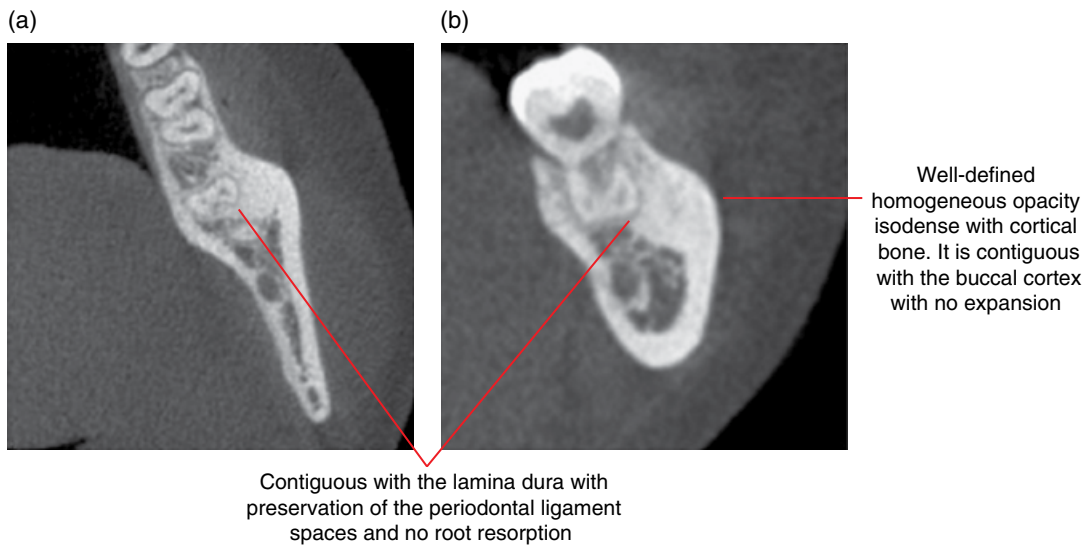 (a)
(b)
Well-defined
homogeneous opacity
isodense with cortical
bone. It is contiguous
with the buccal cortex
with no expansion
Contiguous with the lamina dura with
preservation of the periodontal ligament
spaces and no root resorption